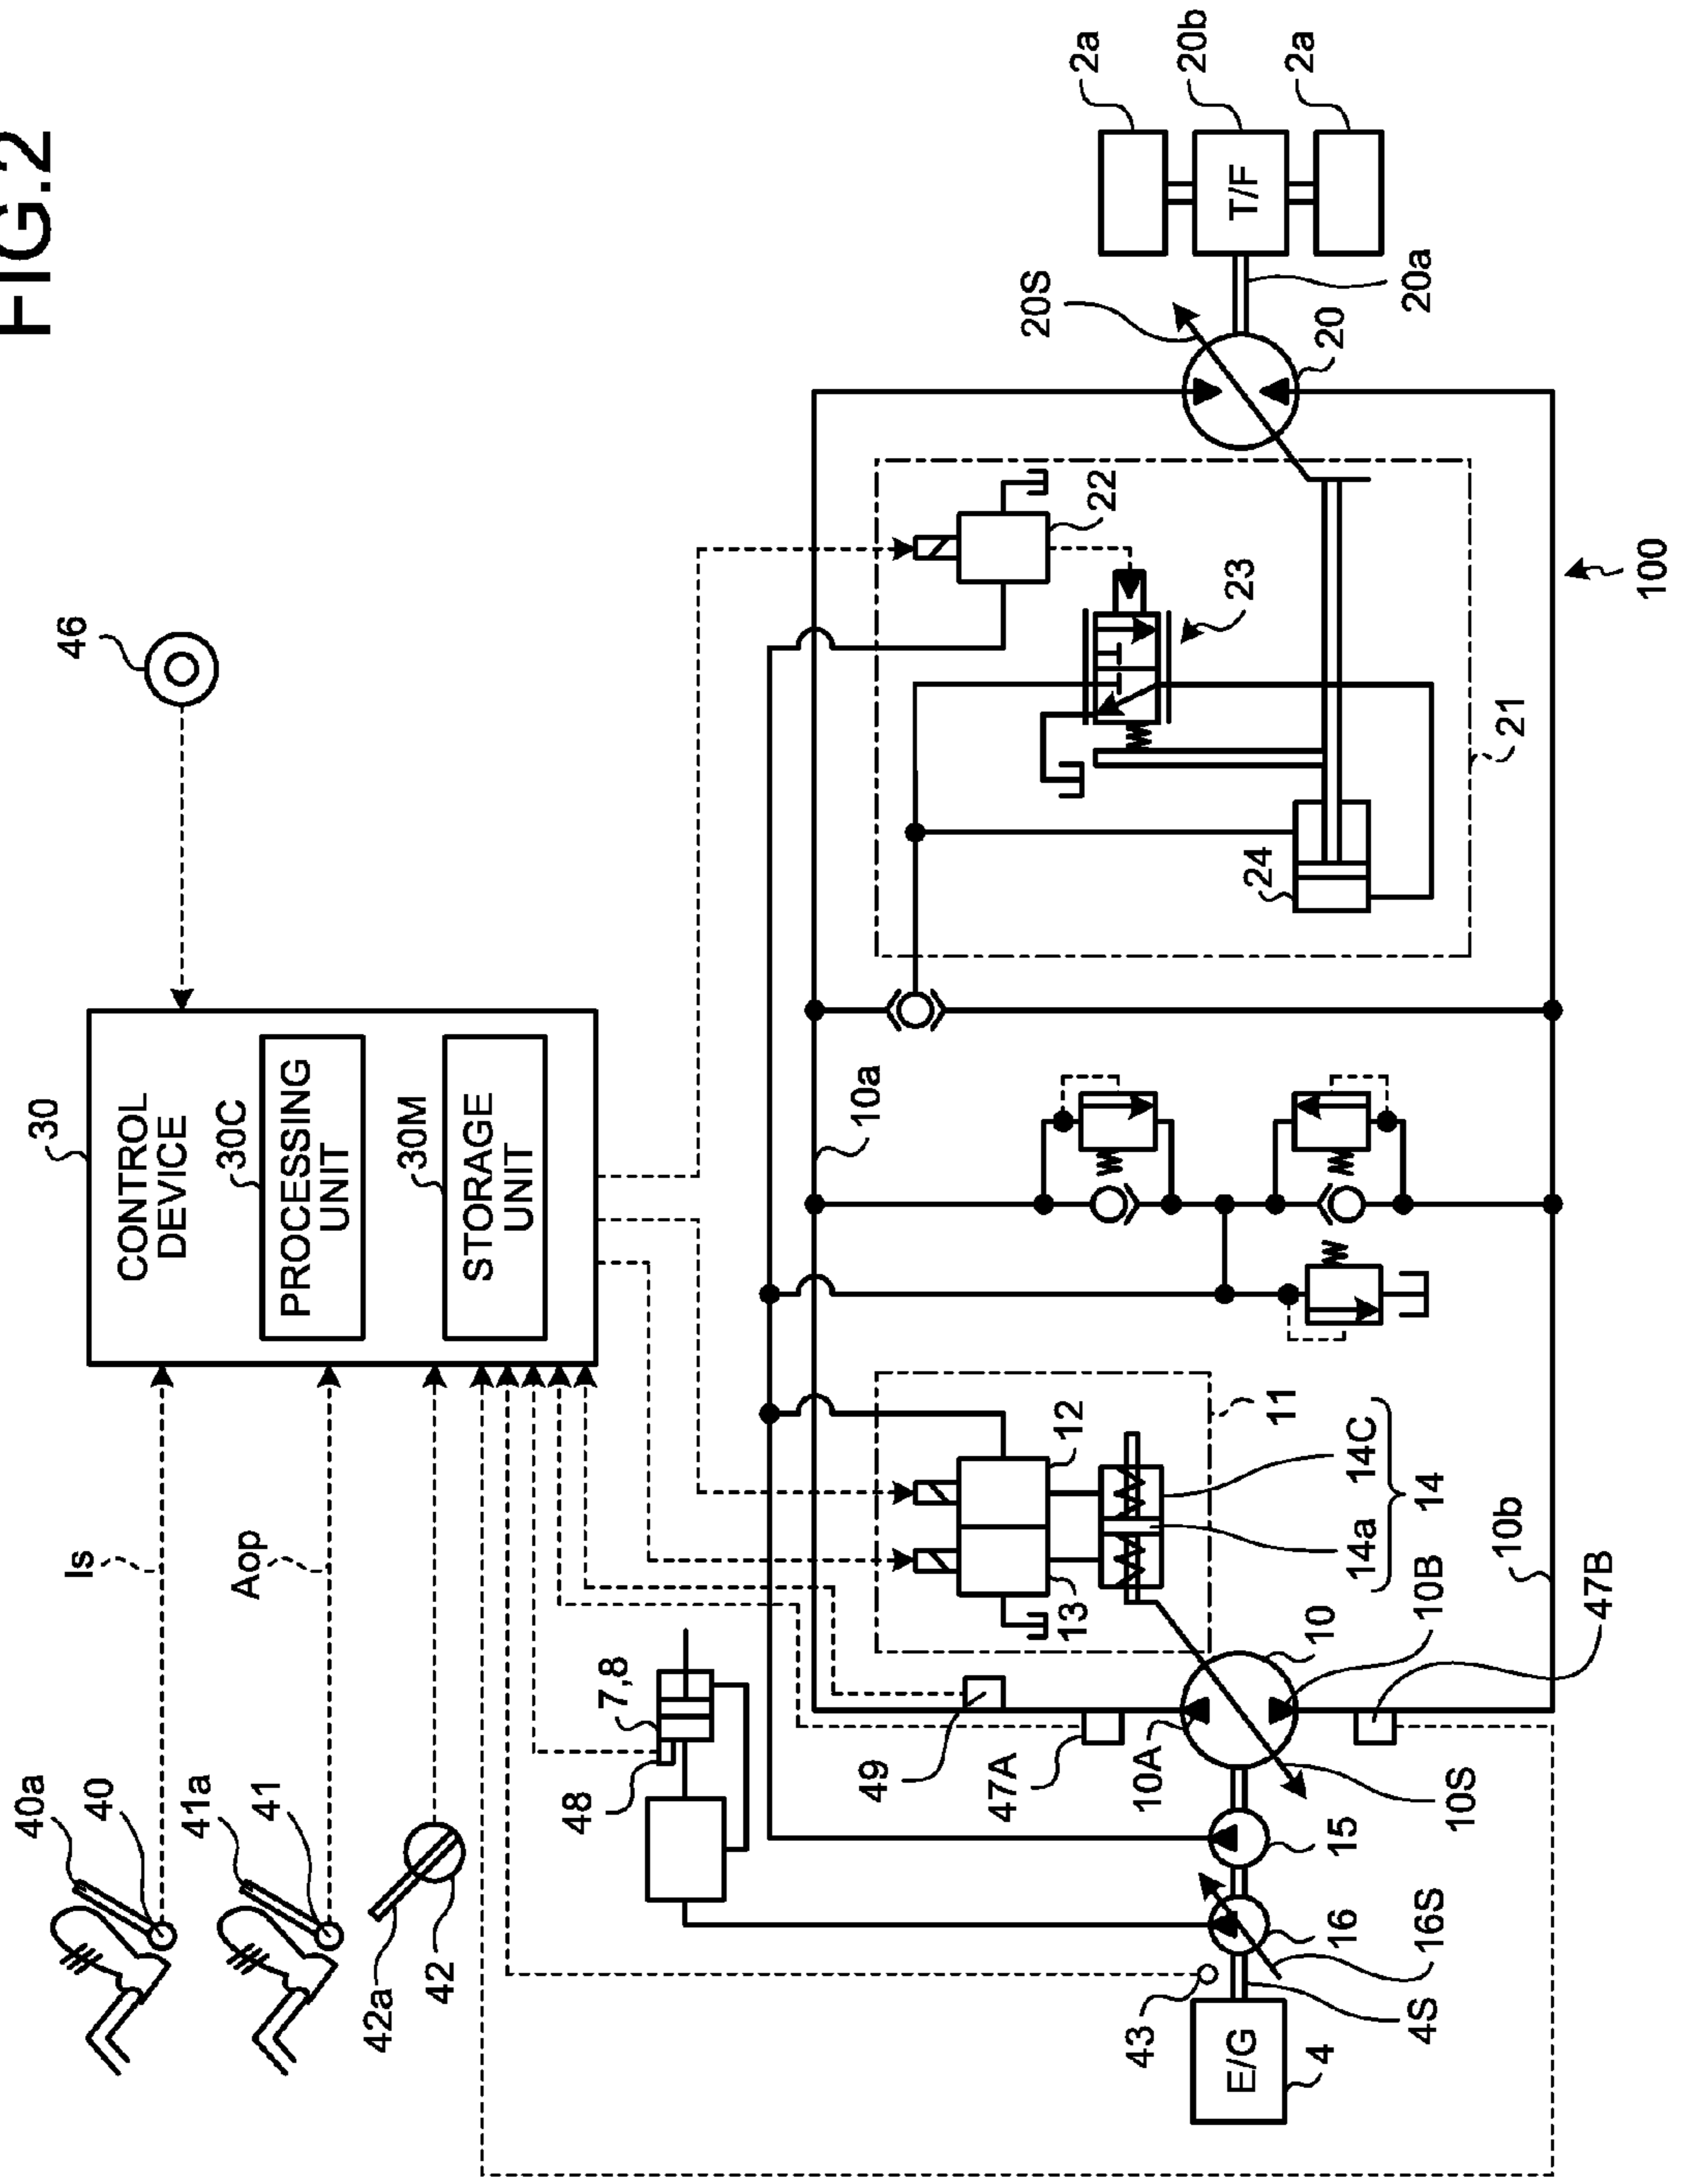 FIG.2
40a
40
Is
41a
41
Aop
42a
42
30
CONTROL
DEVICE
30C
PROCESSING
UNIT
30M
STORAGE
UNIT
46
7,8
48
49
47A
10A
13
12
11
14C
14a
14
10a
22
23
24
21
20S
20
20a
2a
20b
T/F
2a
43
E/G
4
4S
16
16S
15
10S
10
10B
10b
47B
100